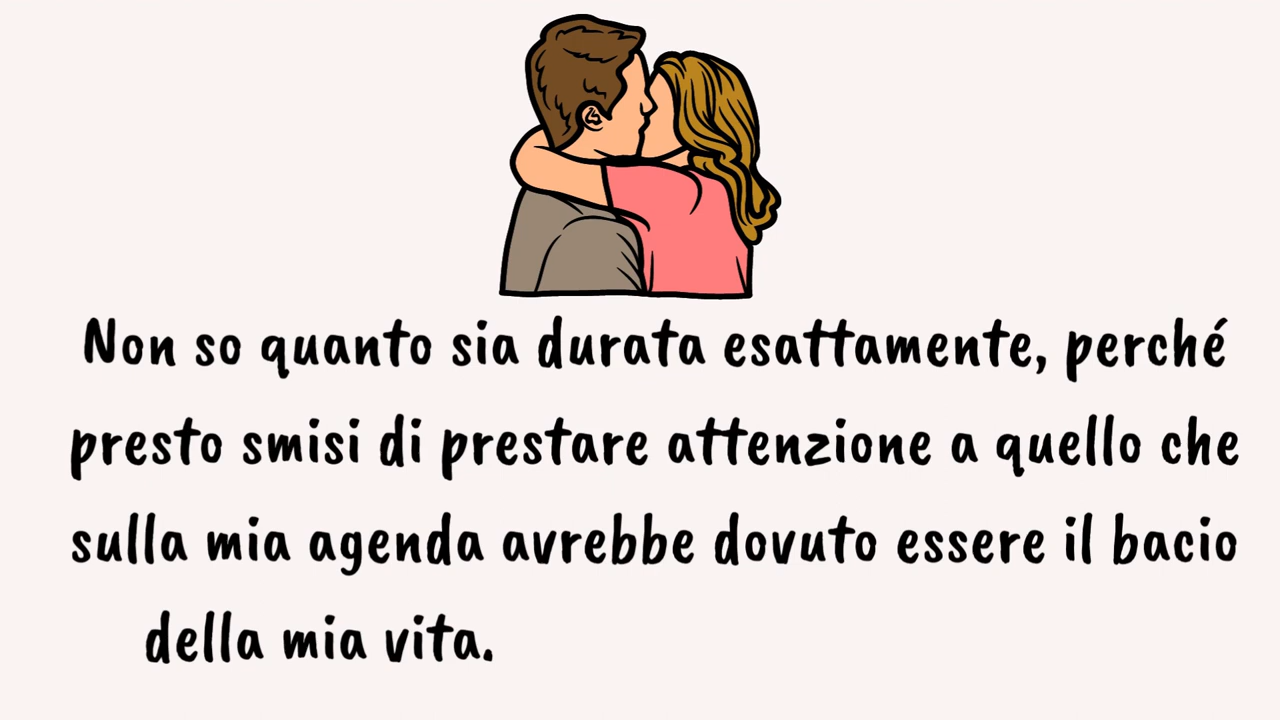 Non so quanto sia durata esattamente, perché
presto smisi di prestare attenzione a quello che
sulla mia agenda avrebbe dovuto essere il bacio
della mia vita.